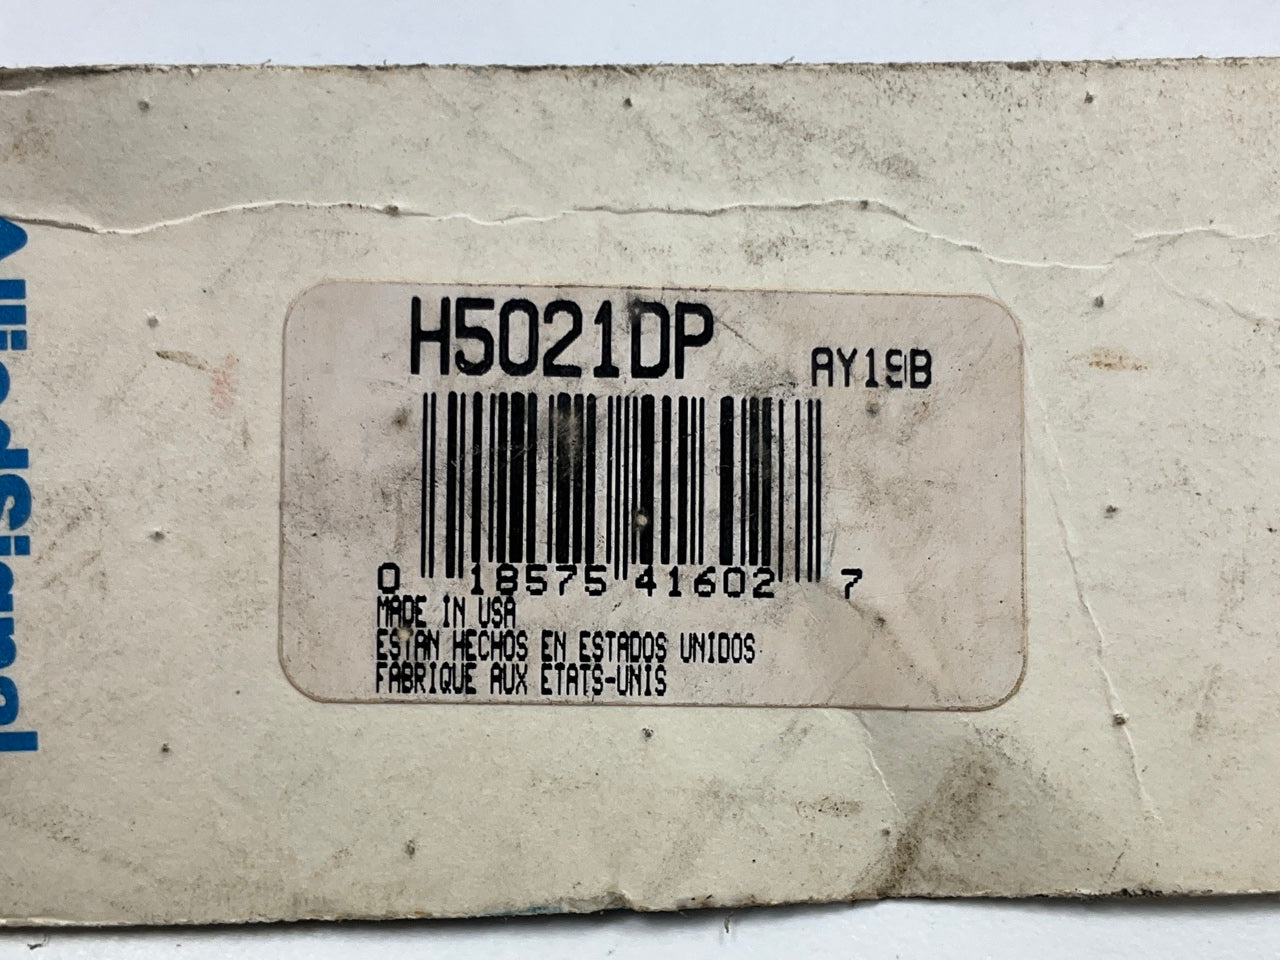 AlliedSignal
H5021DP
AY19B
0 18575 41602 7
MADE IN USA
ESTAN HECHOS EN ESTADOS UNIDOS
FABRIQUE AUX ETATS-UNIS